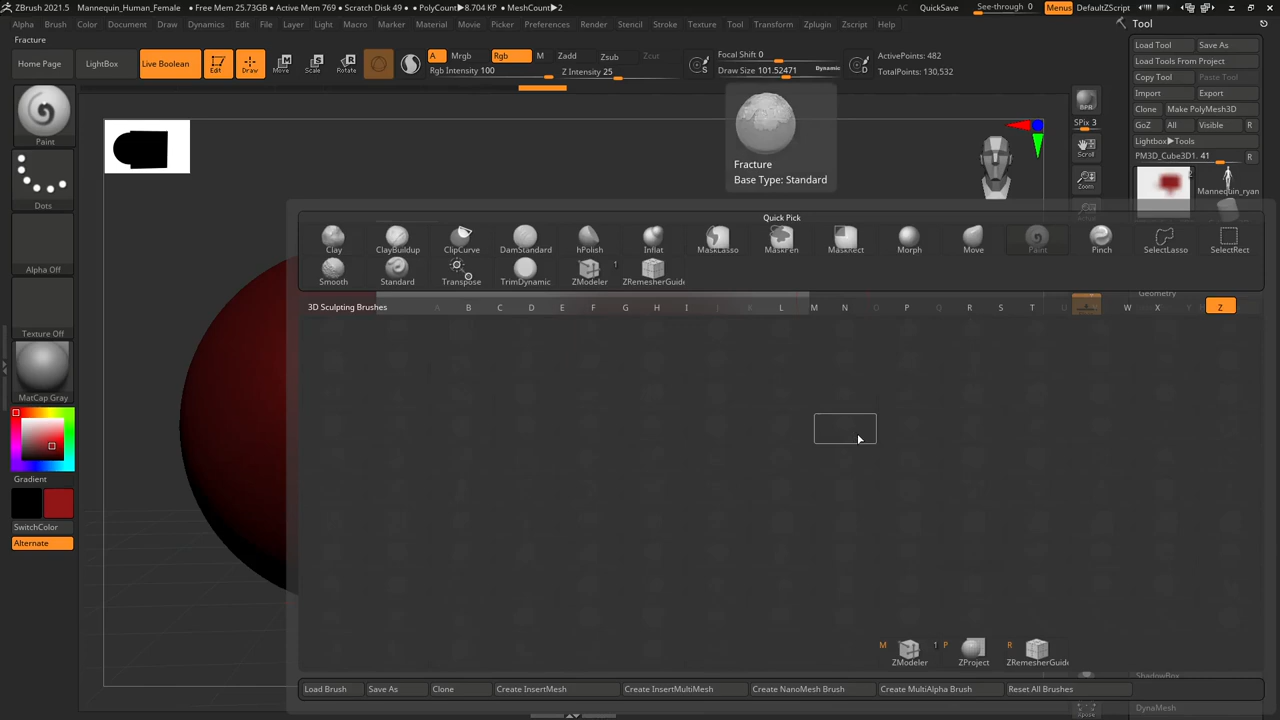 ZBrush 2021.5 Mannequin_Human_Female • Free Mem 25.73GB • Active Mem 769 • Scratch Disk 49 • PolyCount▶8.704 KP • MeshCount▶2 AC QuickSave See-through 0 Menus DefaultZScript
Alpha Brush Color Document Draw Dynamics Edit File Layer Light Macro Marker Material Movie Picker Preferences Render Stencil Stroke Texture Tool Transform Zplugin Zscript Help
Tool
Fracture
Load Tool Save As
Load Tools From Project
Copy Tool Paste Tool
Import Export
Clone Make PolyMesh3D
GoZ All Visible R
Lightbox▶Tools
PM3D_Cube3D1. 41 R
2 Mannequin_ryan
Home Page LightBox Live Boolean Edit Draw Move Scale Rotate
A Mrgb Rgb M Zadd Zsub Zcut
Rgb Intensity 100 Z Intensity 25
S Focal Shift 0
Draw Size 101.52471 Dynamic
D ActivePoints: 482
TotalPoints: 130,532
BPR
SPix 3
Scroll
Zoom
Paint
Dots
Alpha Off
Texture Off
MatCap Gray
Gradient
SwitchColor
Alternate
Fracture
Base Type: Standard
Quick Pick
Clay ClayBuildup ClipCurve DamStandard hPolish Inflat MaskLasso MaskPen MaskRect Morph Move Paint Pinch SelectLasso SelectRect
Smooth Standard Transpose TrimDynamic 1 ZModeler ZRemesherGuide
Geometry
3D Sculpting Brushes A B C D E F G H I J K L M N O P Q R S T U W X Y Z
M ZModeler 1 P ZProject R ZRemesherGuide
ShadowBox
Load Brush Save As Clone Create InsertMesh Create InsertMultiMesh Create NanoMesh Brush Create MultiAlpha Brush Reset All Brushes
Xpose
DynaMesh